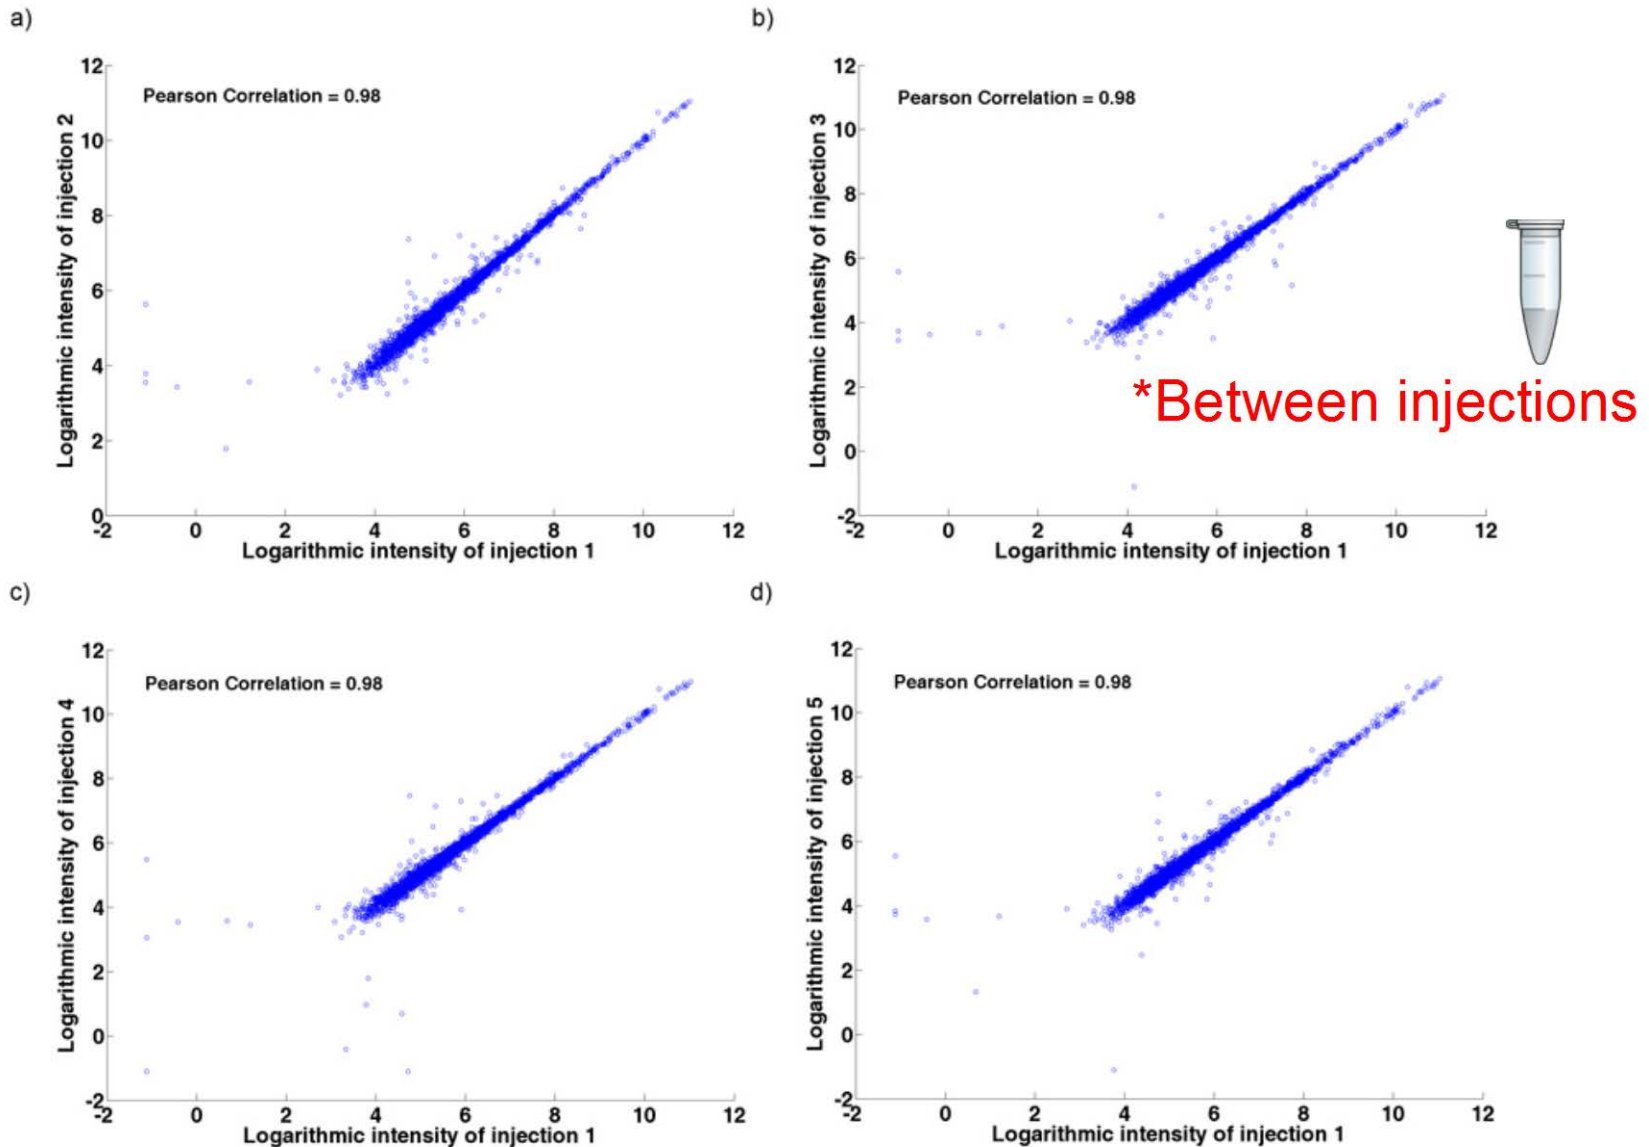 a)
12
10
8
6
4
2
0
Pearson Correlation = 0.98
Logarithmic intensity of injection 2
-2 0 2 4 6 8 10 12
Logarithmic intensity of injection 1
b)
12
10
8
6
4
2
0
-2
Pearson Correlation = 0.98
Logarithmic intensity of injection 3
-2 0 2 4 6 8 10 12
Logarithmic intensity of injection 1
*Between injections
c)
12
10
8
6
4
2
0
-2
Pearson Correlation = 0.98
Logarithmic intensity of injection 4
-2 0 2 4 6 8 10 12
Logarithmic intensity of injection 1
d)
12
10
8
6
4
2
0
-2
Pearson Correlation = 0.98
Logarithmic intensity of injection 5
-2 0 2 4 6 8 10 12
Logarithmic intensity of injection 1